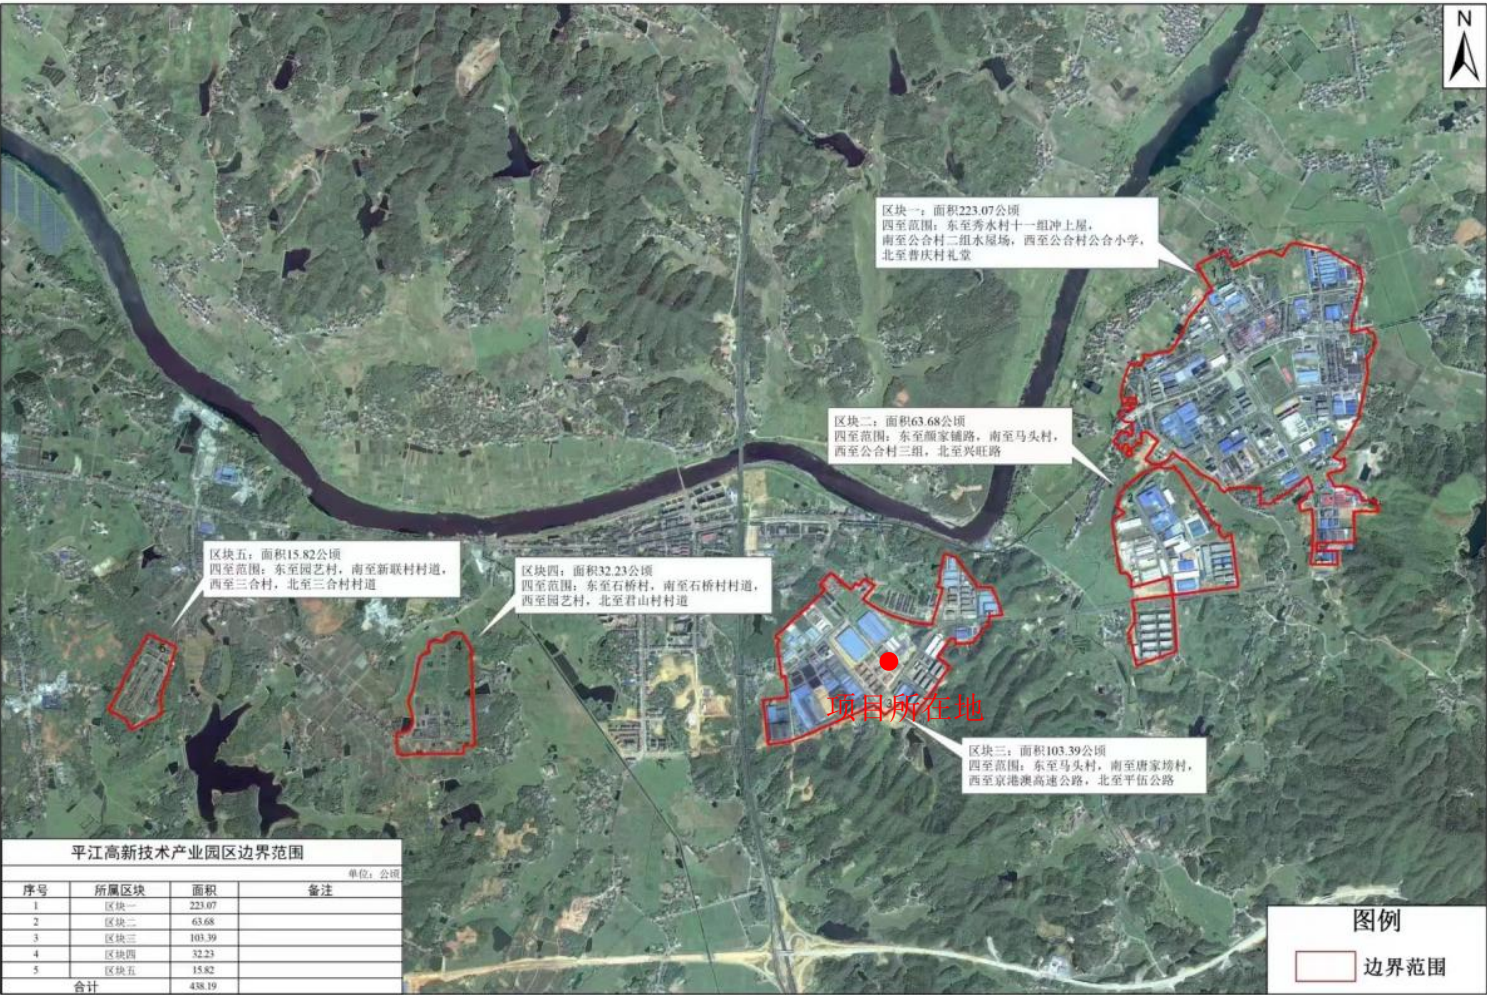 N
区块一：面积223.07公顷
四至范围：东至秀水村十一组冲上屋，
南至公合村二组水屋场，西至公合村公合小学，
北至普庆村礼堂
区块二：面积63.68公顷
四至范围：东至颜家铺路，南至马头村，
西至公合村三组，北至兴旺路
区块五：面积15.82公顷
四至范围：东至园艺村，南至新联村村道，
西至三合村，北至三合村村道
区块四：面积32.23公顷
四至范围：东至石桥村，南至石桥村村道，
西至园艺村，北至君山村村道
项目所在地
区块三：面积103.39公顷
四至范围：东至马头村，南至唐家塝村，
西至京港澳高速公路，北至平伍公路
平江高新技术产业园区边界范围
单位：公顷
序号 所属区块 面积 备注
1 区块一 223.07
2 区块二 63.68
3 区块三 103.39
4 区块四 32.23
5 区块五 15.82
合计 438.19
图例
边界范围